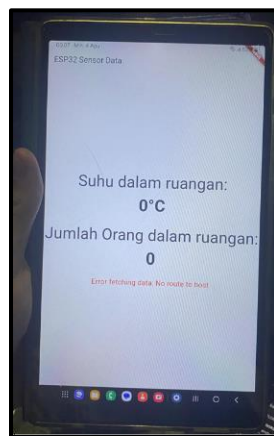 ESP32 Sensor Data
Suhu dalam ruangan:
0°C
Jumlah Orang dalam ruangan:
0
Error fetching data: No route to host